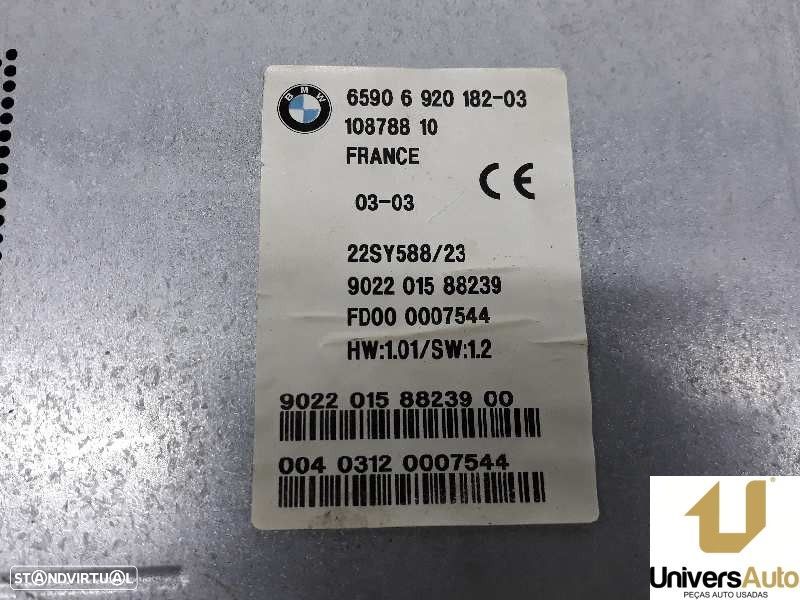 BMW
6590 6 920 182-03
108788 10
FRANCE
CE
03-03
22SY588/23
9022 015 88239
FD00 0007544
HW:1.01/SW:1.2
9022 015 88239 00
004 0312 0007544
STANDVIRTUAL
UniversAuto
PEÇAS AUTO USADAS